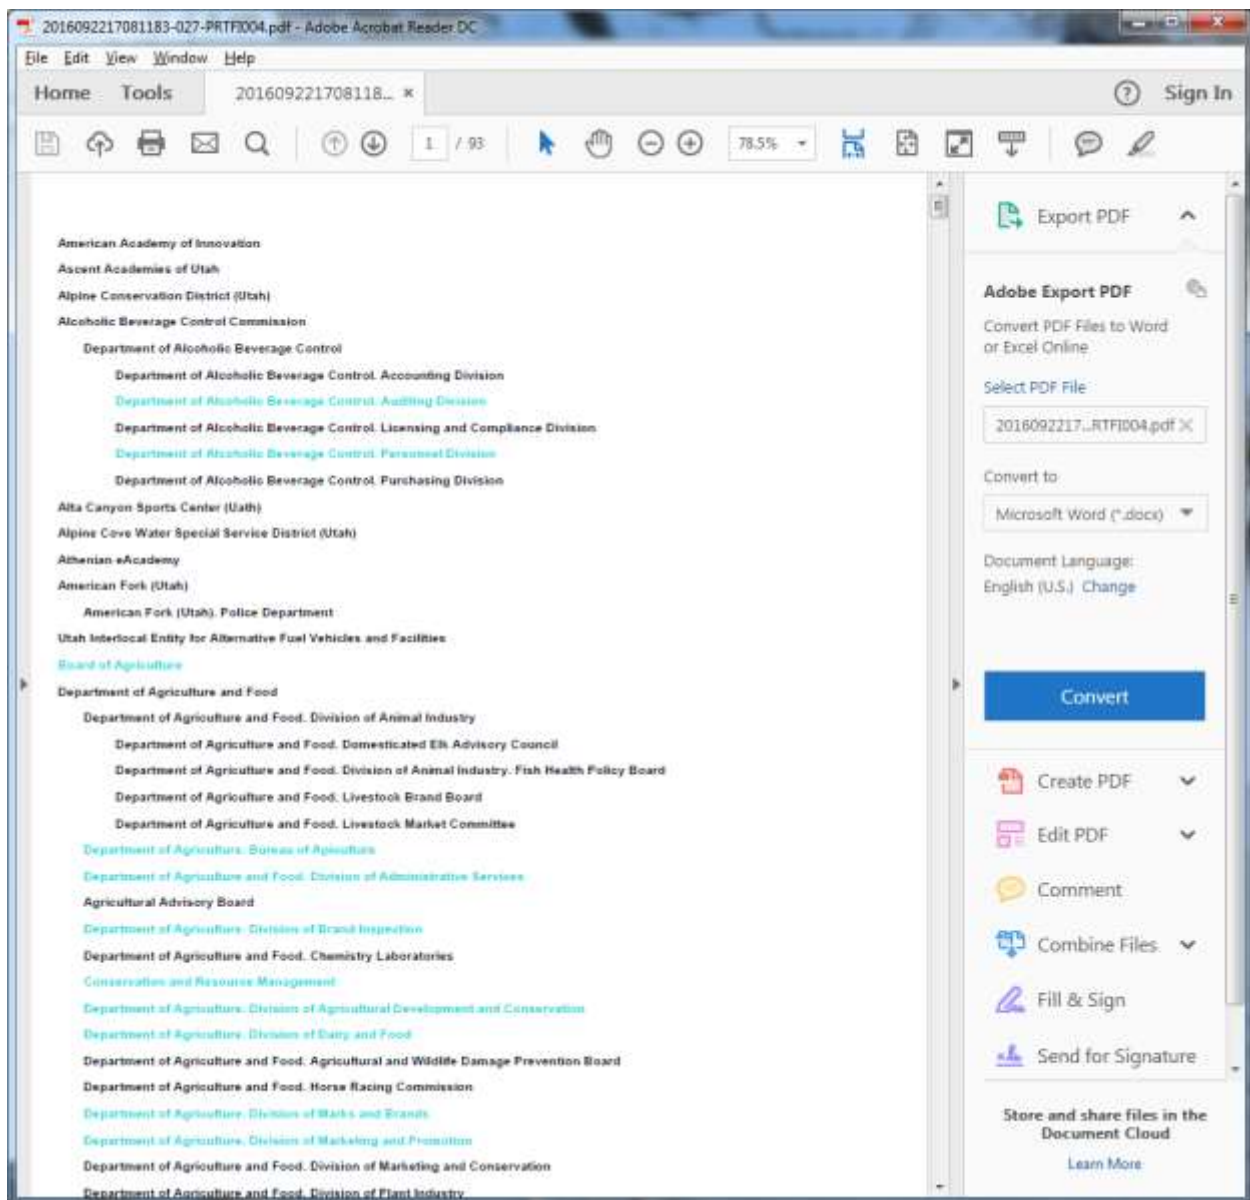 2016092217081183-027-PRTFI004.pdf - Adobe Acrobat Reader DC
File Edit View Window Help
Home Tools 201609221708118... × ? Sign In
1 / 93 78.5%
American Academy of Innovation
Ascent Academies of Utah
Alpine Conservation District (Utah)
Alcoholic Beverage Control Commission
Department of Alcoholic Beverage Control
Department of Alcoholic Beverage Control. Accounting Division
Department of Alcoholic Beverage Control. Auditing Division
Department of Alcoholic Beverage Control. Licensing and Compliance Division
Department of Alcoholic Beverage Control. Personnel Division
Department of Alcoholic Beverage Control. Purchasing Division
Alta Canyon Sports Center (Uath)
Alpine Cove Water Special Service District (Utah)
Athenian eAcademy
American Fork (Utah)
American Fork (Utah). Police Department
Utah Interlocal Entity for Alternative Fuel Vehicles and Facilities
Board of Agriculture
Department of Agriculture and Food
Department of Agriculture and Food. Division of Animal Industry
Department of Agriculture and Food. Domesticated Elk Advisory Council
Department of Agriculture and Food. Division of Animal Industry. Fish Health Policy Board
Department of Agriculture and Food. Livestock Brand Board
Department of Agriculture and Food. Livestock Market Committee
Department of Agriculture. Bureau of Apiculture
Department of Agriculture and Food. Division of Administrative Services
Agricultural Advisory Board
Department of Agriculture. Division of Brand Inspection
Department of Agriculture and Food. Chemistry Laboratories
Conservation and Resource Management
Department of Agriculture. Division of Agricultural Development and Conservation
Department of Agriculture. Division of Dairy and Food
Department of Agriculture and Food. Agricultural and Wildlife Damage Prevention Board
Department of Agriculture and Food. Horse Racing Commission
Department of Agriculture. Division of Marks and Brands
Department of Agriculture. Division of Marketing and Promotion
Department of Agriculture and Food. Division of Marketing and Conservation
Department of Agriculture and Food. Division of Plant Industry
Export PDF
Adobe Export PDF
Convert PDF Files to Word
or Excel Online
Select PDF File
2016092217...RTFI004.pdf ×
Convert to
Microsoft Word (*.docx)
Document Language:
English (U.S.) Change
Convert
Create PDF
Edit PDF
Comment
Combine Files
Fill & Sign
Send for Signature
Store and share files in the
Document Cloud
Learn More